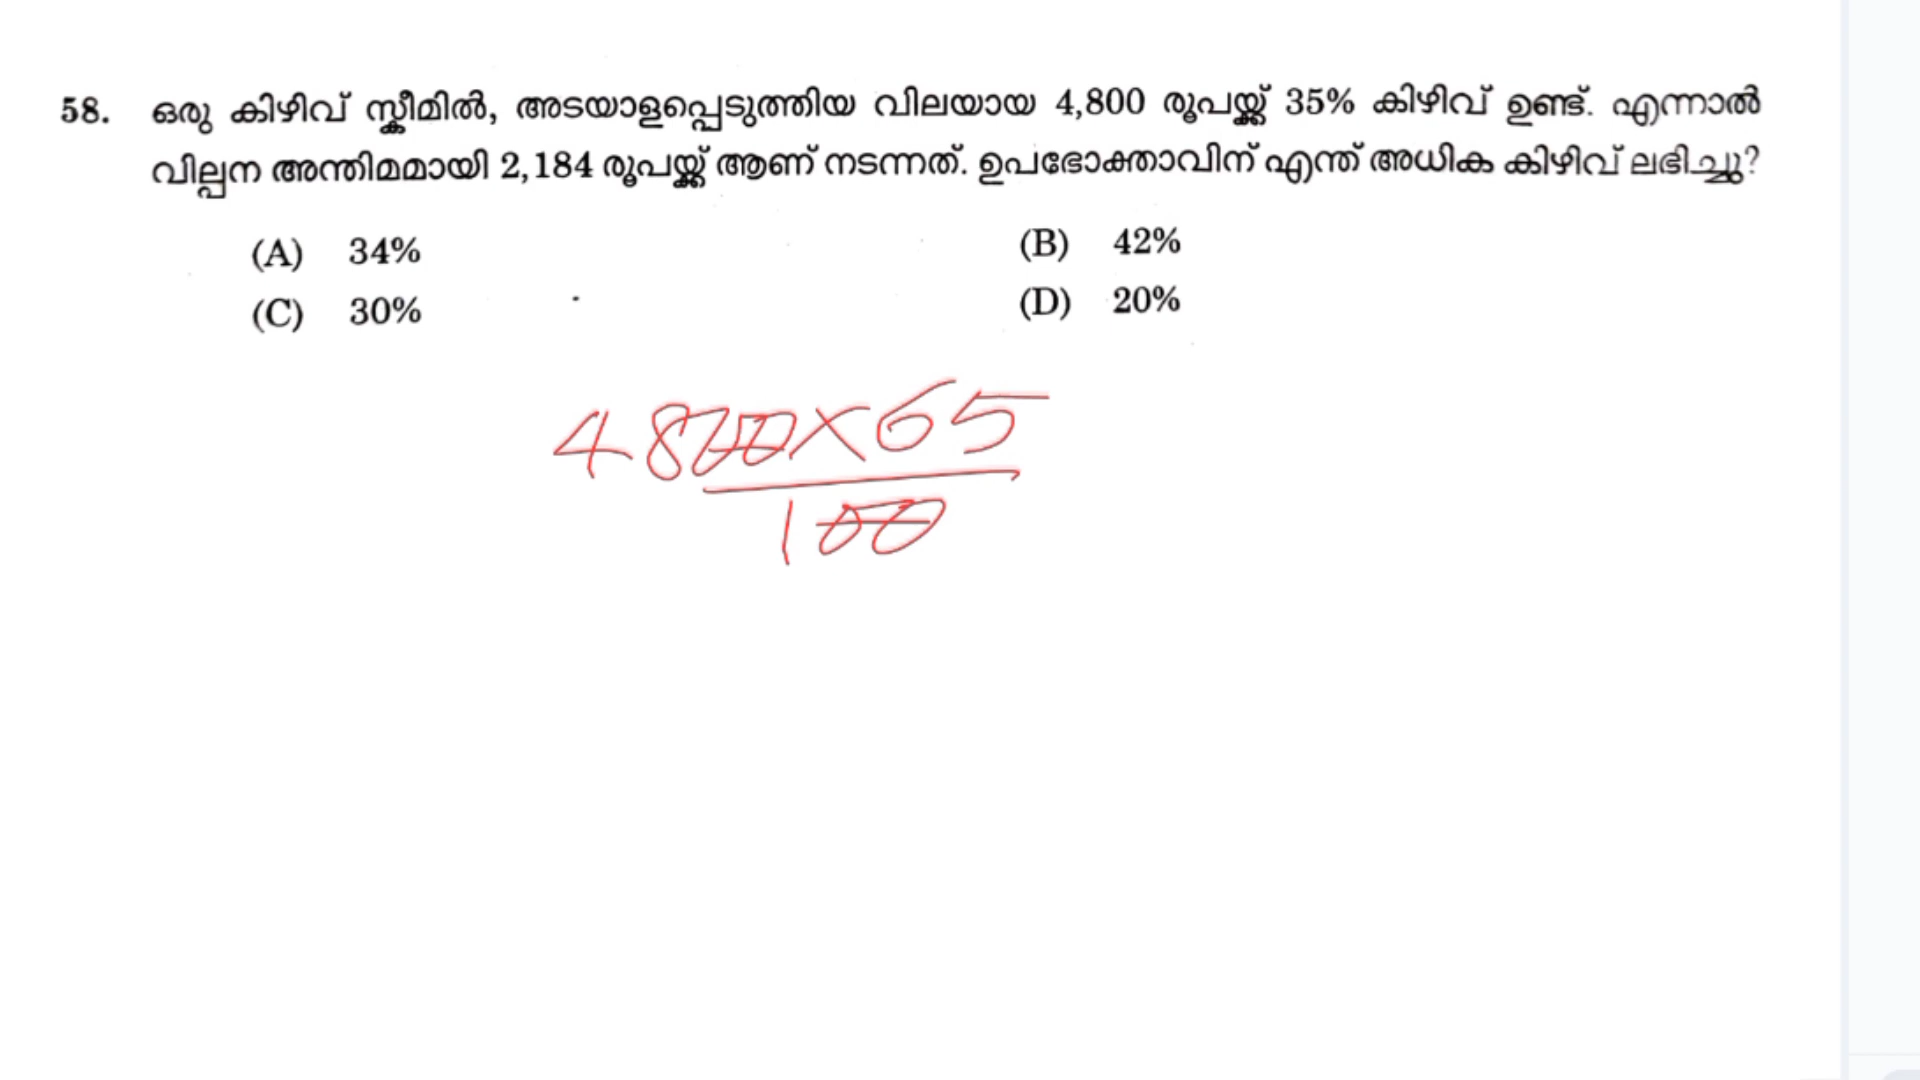 58. ഒരു കിഴിവ് സ്കീമിൽ, അടയാളപ്പെടുത്തിയ വിലയായ 4,800 രൂപയ്ക്ക് 35% കിഴിവ് ഉണ്ട്. എന്നാൽ
വില്പന അന്തിമമായി 2,184 രൂപയ്ക്ക് ആണ് നടന്നത്. ഉപഭോക്താവിന് എന്ത് അധിക കിഴിവ് ലഭിച്ചു?
(A) 34% (B) 42%
(C) 30% (D) 20%
4800×65
100